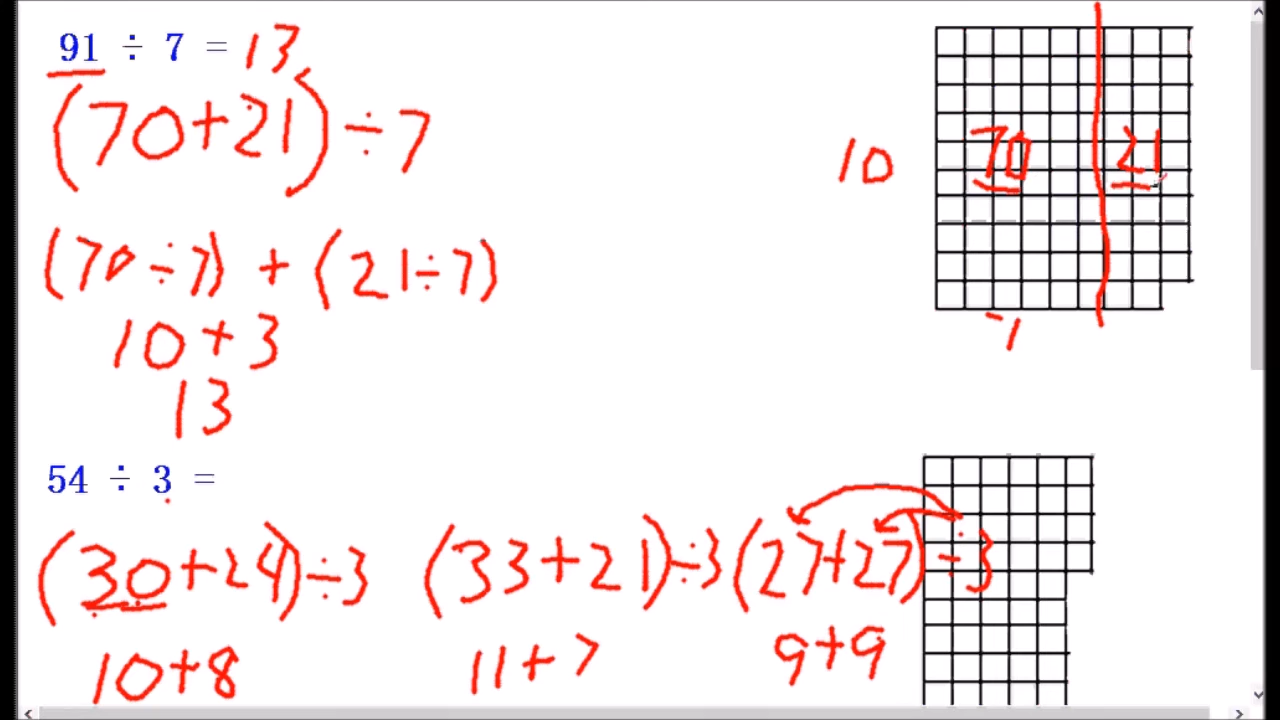 91 ÷ 7 = 13
(70+21)÷7
(70÷7) + (21÷7)
10+3
13
10
70 21
54 ÷ 3 =
(30+24)÷3 (33+21)÷3 (27+27)÷3
10+8 11+7 9+9